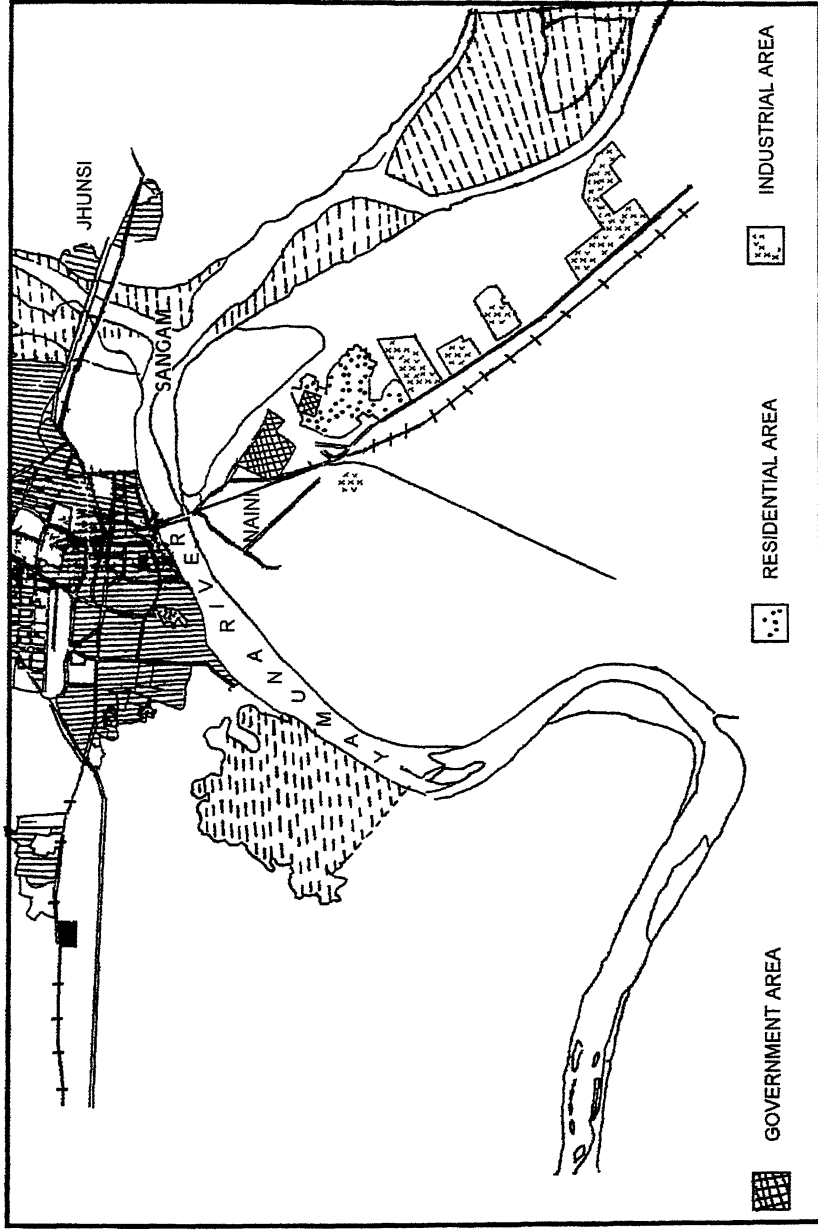 JHUNSI
SANGAM
NAINI
YAMUNA RIVER
GOVERNMENT AREA
RESIDENTIAL AREA
INDUSTRIAL AREA